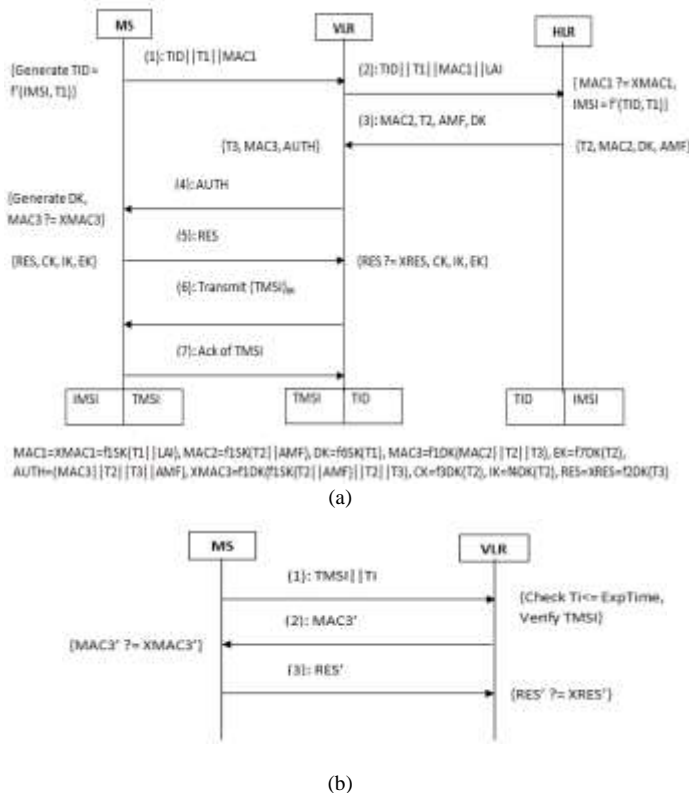 MS VLR HLR
(1): TID||T1||MAC1
{Generate TID =
f'(IMSI, T1)}
(2): TID||T1||MAC1||LAI
{MAC1 ?= XMAC1,
IMSI = f'(TID, T1)}
(3): MAC2, T2, AMF, DK
{T3, MAC3, AUTH}
{T2, MAC2, DK, AMF}
(4): AUTH
{Generate DK,
MAC3 ?= XMAC3}
(5): RES
{RES, CK, IK, EK}
{RES ?= XRES, CK, IK, EK}
(6): Transmit {TMSI}EK
(7): Ack of TMSI
IMSI TMSI TMSI TID TID IMSI
MAC1=XMAC1=f1SK(T1||LAI), MAC2=f1SK(T2||AMF), DK=f6SK(T1), MAC3=f1DK(MAC2||T2||T3), EK=f7DK(T2),
AUTH={MAC3||T2||T3||AMF}, XMAC3=f1DK(f1SK(T2||AMF)||T2||T3), CK=f3DK(T2), IK=f4DK(T2), RES=XRES=f2DK(T3)
(a)
MS VLR
(1): TMSI||Ti
{Check Ti<= ExpTime,
Verify TMSI}
(2): MAC3'
{MAC3' ?= XMAC3'}
(3): RES'
{RES' ?= XRES'}
(b)